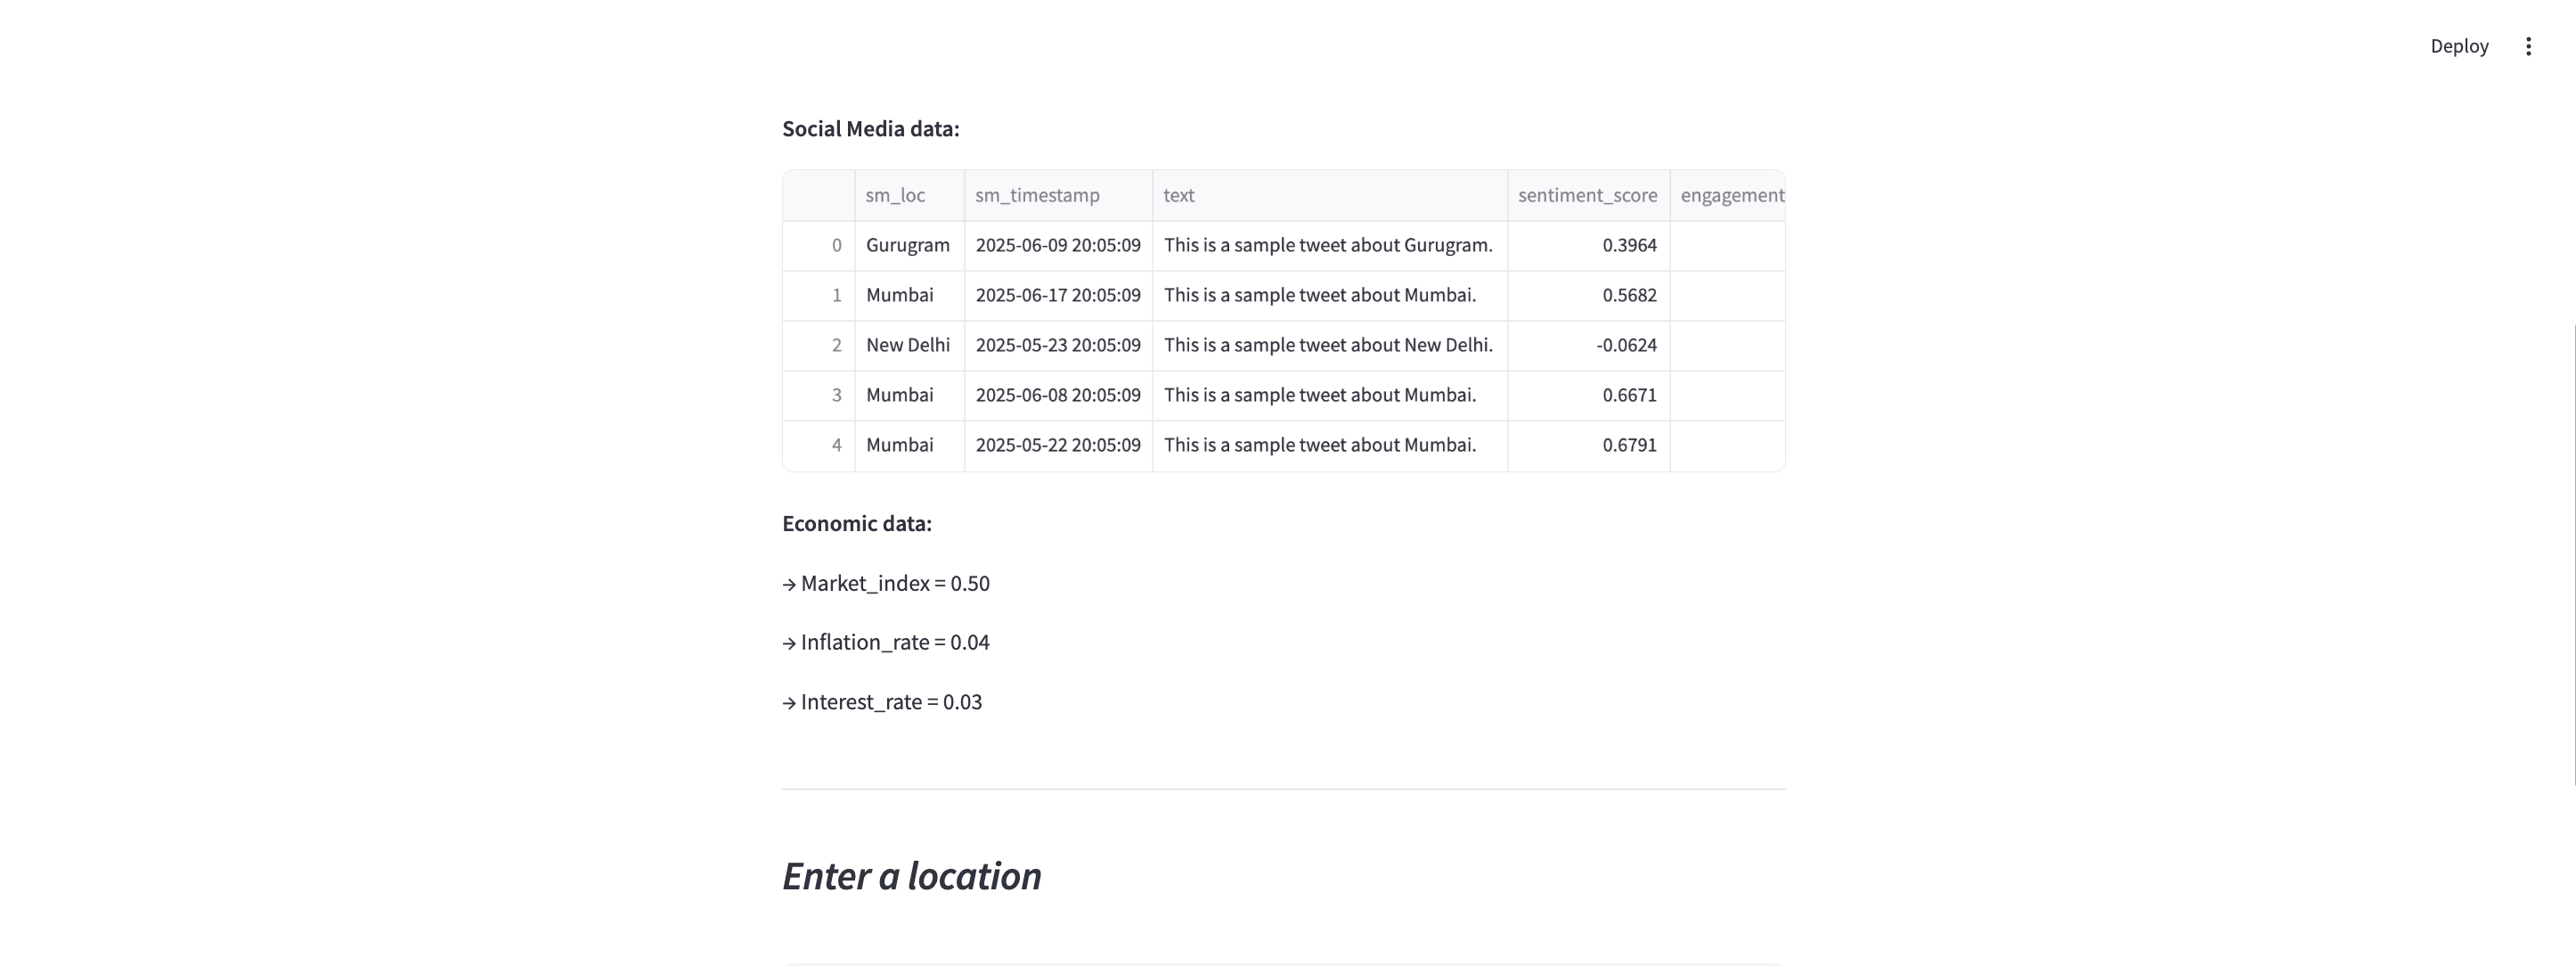 Deploy
Social Media data:
sm_loc sm_timestamp text sentiment_score engagement
0 Gurugram 2025-06-09 20:05:09 This is a sample tweet about Gurugram. 0.3964
1 Mumbai 2025-06-17 20:05:09 This is a sample tweet about Mumbai. 0.5682
2 New Delhi 2025-05-23 20:05:09 This is a sample tweet about New Delhi. -0.0624
3 Mumbai 2025-06-08 20:05:09 This is a sample tweet about Mumbai. 0.6671
4 Mumbai 2025-05-22 20:05:09 This is a sample tweet about Mumbai. 0.6791
Economic data:
→ Market_index = 0.50
→ Inflation_rate = 0.04
→ Interest_rate = 0.03
Enter a location